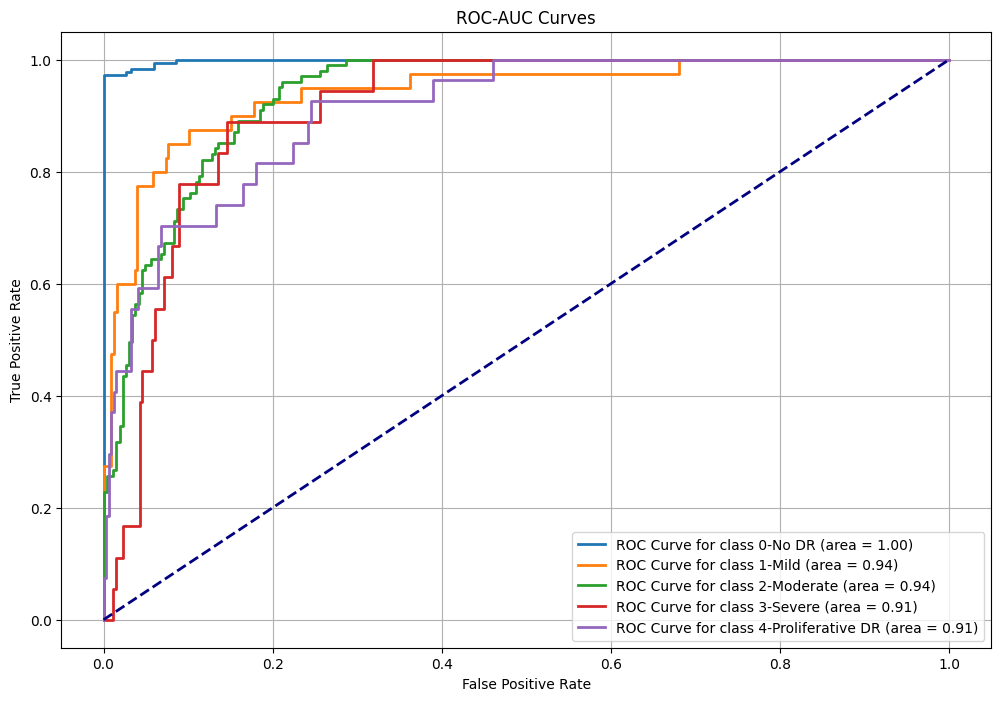 ROC-AUC Curves
True Positive Rate
1.0
0.8
0.6
0.4
0.2
0.0
ROC Curve for class 0-No DR (area = 1.00)
ROC Curve for class 1-Mild (area = 0.94)
ROC Curve for class 2-Moderate (area = 0.94)
ROC Curve for class 3-Severe (area = 0.91)
ROC Curve for class 4-Proliferative DR (area = 0.91)
0.0 0.2 0.4 0.6 0.8 1.0
False Positive Rate